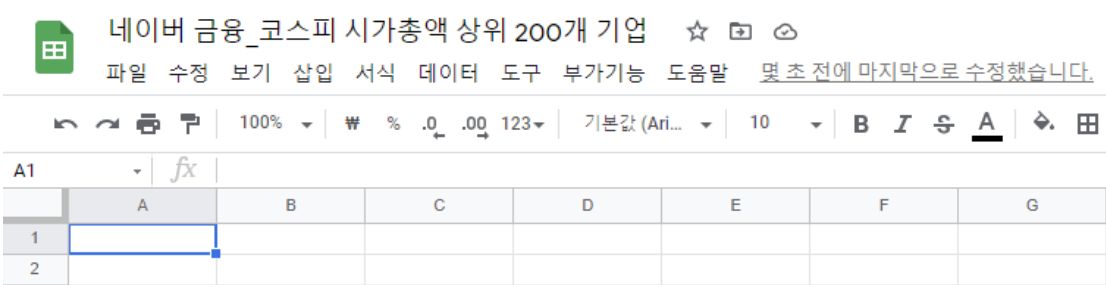 네이버 금융_코스피 시가총액 상위 200개 기업
파일 수정 보기 삽입 서식 데이터 도구 부가기능 도움말 몇 초 전에 마지막으로 수정했습니다.
100% ₩ % .0 .00 123 기본값 (Ari... 10 B I S A
A1 fx
A B C D E F G
1
2